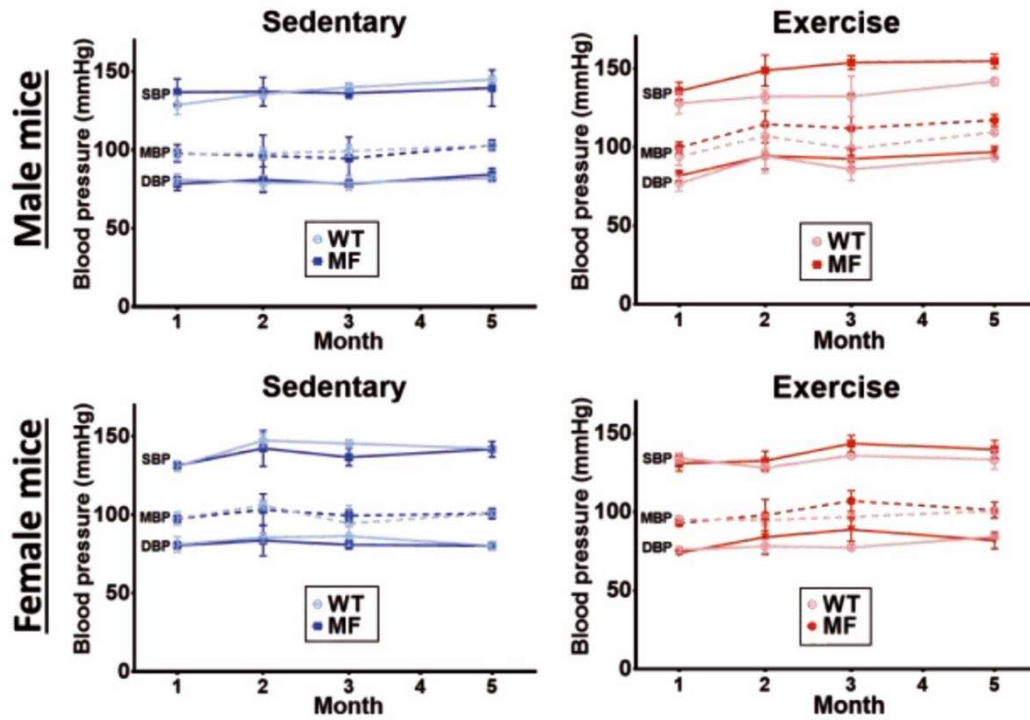 Male mice
Sedentary
Blood pressure (mmHg)
150
100
50
0
SBP
MBP
DBP
WT
MF
1 2 3 4 5
Month
Exercise
Blood pressure (mmHg)
150
100
50
0
SBP
MBP
DBP
WT
MF
1 2 3 4 5
Month
Female mice
Sedentary
Blood pressure (mmHg)
150
100
50
0
SBP
MBP
DBP
WT
MF
1 2 3 4 5
Month
Exercise
Blood pressure (mmHg)
150
100
50
0
SBP
MBP
DBP
WT
MF
1 2 3 4 5
Month